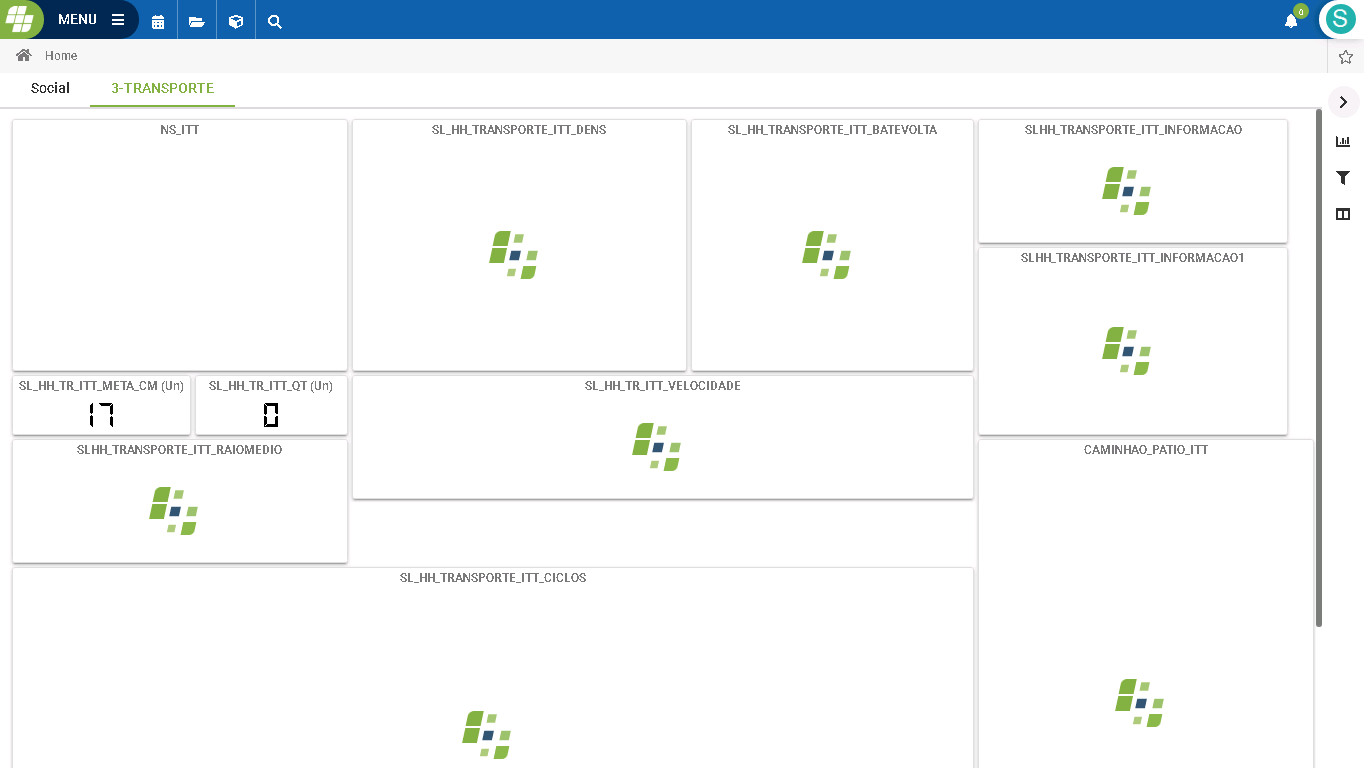 MENU
0
S
Home
Social
3-TRANSPORTE
NS_ITT
SL_HH_TRANSPORTE_ITT_DENS
SL_HH_TRANSPORTE_ITT_BATEVOLTA
SLHH_TRANSPORTE_ITT_INFORMACAO
SLHH_TRANSPORTE_ITT_INFORMACAO1
SL_HH_TR_ITT_META_CM (Un)
17
SL_HH_TR_ITT_QT (Un)
0
SL_HH_TR_ITT_VELOCIDADE
SLHH_TRANSPORTE_ITT_RAIOMEDIO
CAMINHAO_PATIO_ITT
SL_HH_TRANSPORTE_ITT_CICLOS